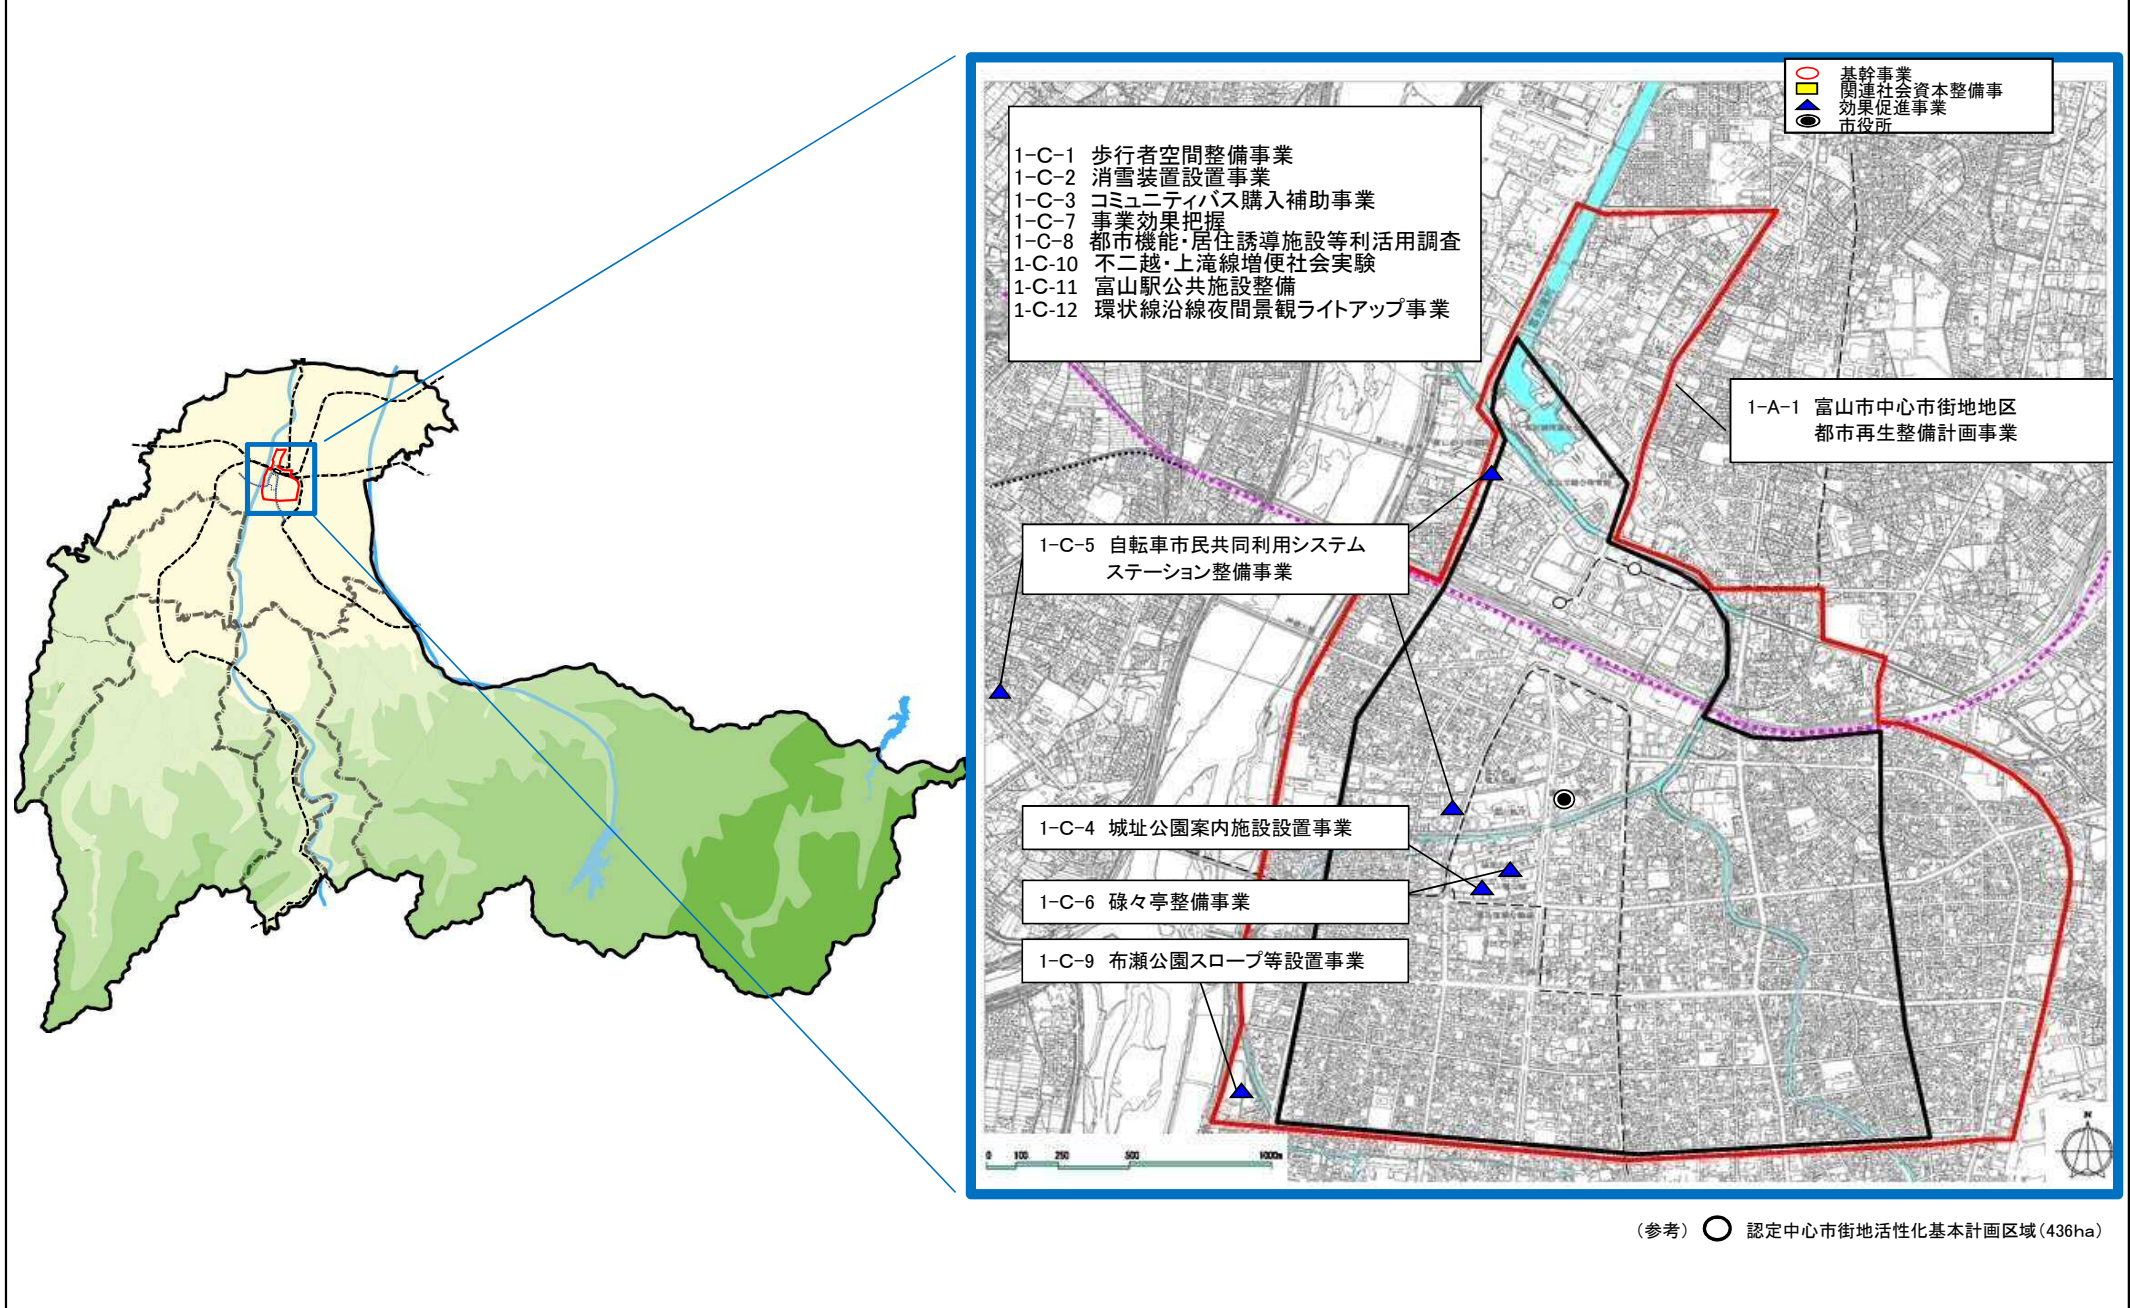 基幹事業
関連社会資本整備事
効果促進事業
市役所
1-C-1 歩行者空間整備事業
1-C-2 消雪装置設置事業
1-C-3 コミュニティバス購入補助事業
1-C-7 事業効果把握
1-C-8 都市機能・居住誘導施設等利活用調査
1-C-10 不二越・上滝線増便社会実験
1-C-11 富山駅公共施設整備
1-C-12 環状線沿線夜間景観ライトアップ事業
1-A-1 富山市中心市街地地区
都市再生整備計画事業
1-C-5 自転車市民共同利用システム
ステーション整備事業
1-C-4 城址公園案内施設設置事業
1-C-6 碌々亭整備事業
1-C-9 布瀬公園スロープ等設置事業
0 100 250 500 1000m
N
(参考) 認定中心市街地活性化基本計画区域(436ha)